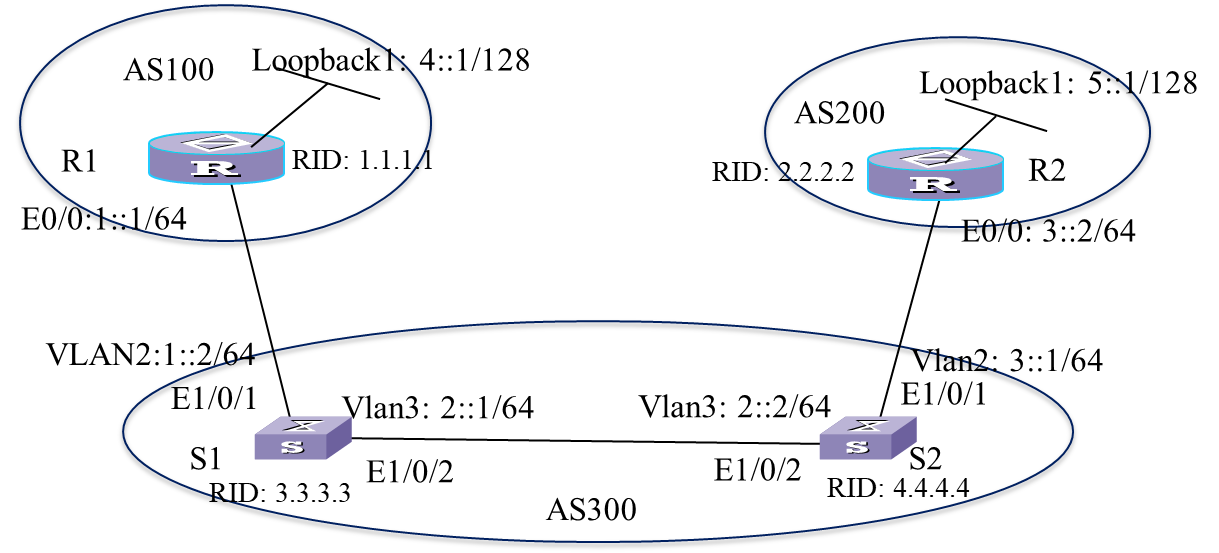 AS100
Loopback1: 4::1/128
R1
R
RID: 1.1.1.1
E0/0:1::1/64
AS200
Loopback1: 5::1/128
RID: 2.2.2.2
R
R2
E0/0: 3::2/64
VLAN2:1::2/64
E1/0/1
Vlan3: 2::1/64
S1
S
E1/0/2
RID: 3.3.3.3
Vlan2: 3::1/64
E1/0/1
Vlan3: 2::2/64
E1/0/2
S
S2
RID: 4.4.4.4
AS300